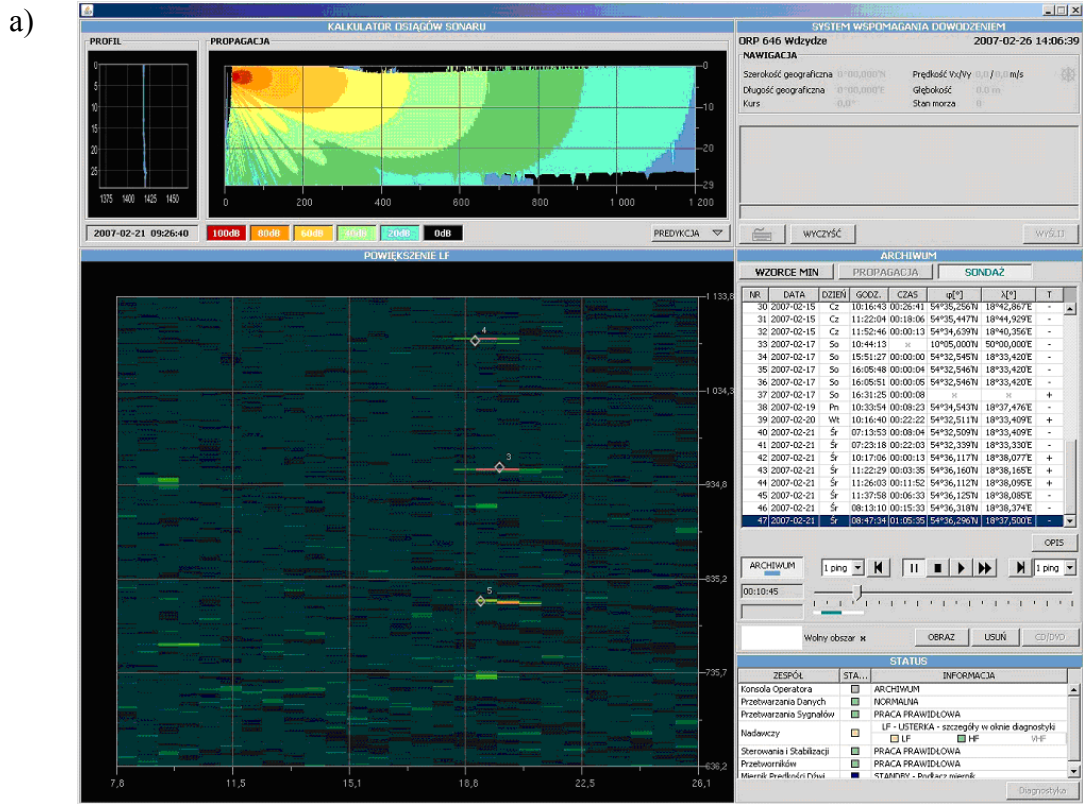 a)
KALKULATOR OSIĄGÓW SONARU
PROFIL
PROPAGACJA
0
5
10
15
20
25
1375 1400 1425 1450
0
-10
-20
-29
0 200 400 600 800 1 000 1 200
2007-02-21 09:26:40
100dB 80dB 60dB 40dB 20dB 0dB
PREDYKCJA
SYSTEM WSPOMAGANIA DOWODZENIEM
ORP 646 Wdzydze 2007-02-26 14:06:39
NAWIGACJA
Szerokość geograficzna 0°00,000'N Prędkość Vx/Vy 0,0 / 0,0 m/s
Długość geograficzna 0°00,000'E Głębokość 0,0 m
Kurs 0,0° Stan morza 0
WYCZYŚĆ WYŚLIJ
POWIĘKSZENIE LF
1 133,8
1 034,3
934,8
835,2
735,7
636,2
4
3
5
7,8 11,5 15,1 18,8 22,5 26,1
ARCHIWUM
WZORCE MIN PROPAGACJA SONDAŻ
NR DATA DZIEŃ GODZ. CZAS φ[°] λ[°] T
30 2007-02-15 Cz 10:16:43 00:26:41 54°35,256'N 18°42,867'E -
31 2007-02-15 Cz 11:22:04 00:18:06 54°35,447'N 18°44,929'E -
32 2007-02-15 Cz 11:52:46 00:00:13 54°34,639'N 18°40,356'E -
33 2007-02-17 So 10:44:13 × 10°05,000'N 50°00,000'E -
34 2007-02-17 So 15:51:27 00:00:00 54°32,545'N 18°33,420'E -
35 2007-02-17 So 16:05:48 00:00:04 54°32,546'N 18°33,420'E -
36 2007-02-17 So 16:05:51 00:00:05 54°32,546'N 18°33,420'E -
37 2007-02-17 So 16:31:25 00:00:08 × × +
38 2007-02-19 Pn 10:33:54 00:08:23 54°34,543'N 18°37,476'E -
39 2007-02-20 Wt 10:16:40 00:22:22 54°32,511'N 18°33,409'E +
40 2007-02-21 Śr 07:13:53 00:08:04 54°32,509'N 18°33,409'E -
41 2007-02-21 Śr 07:23:18 00:22:03 54°32,339'N 18°33,330'E -
42 2007-02-21 Śr 10:17:06 00:00:13 54°36,117'N 18°38,077'E +
43 2007-02-21 Śr 11:22:29 00:03:35 54°36,160'N 18°38,165'E +
44 2007-02-21 Śr 11:26:03 00:11:52 54°36,112'N 18°38,095'E +
45 2007-02-21 Śr 11:37:58 00:06:33 54°36,125'N 18°38,085'E -
46 2007-02-21 Śr 08:13:10 00:15:33 54°36,318'N 18°38,374'E -
47 2007-02-21 Śr 08:47:34 01:05:35 54°36,296'N 18°37,500'E -
OPIS
ARCHIWUM 1 ping 1 ping
00:10:45
Wolny obszar × OBRAZ USUŃ CD/DVD
STATUS
ZESPÓŁ STA... INFORMACJA
Konsola Operatora ARCHIWUM
Przetwarzania Danych NORMALNA
Przetwarzania Sygnałów PRACA PRAWIDŁOWA
Nadawczy LF - USTERKA - szczegóły w oknie diagnostyki
LF HF VHF
Sterowania i Stabilizacji PRACA PRAWIDŁOWA
Przetworników PRACA PRAWIDŁOWA
Miernik Prędkości Dźwi. STANDBY - Podłącz miernik
Diagnostyka